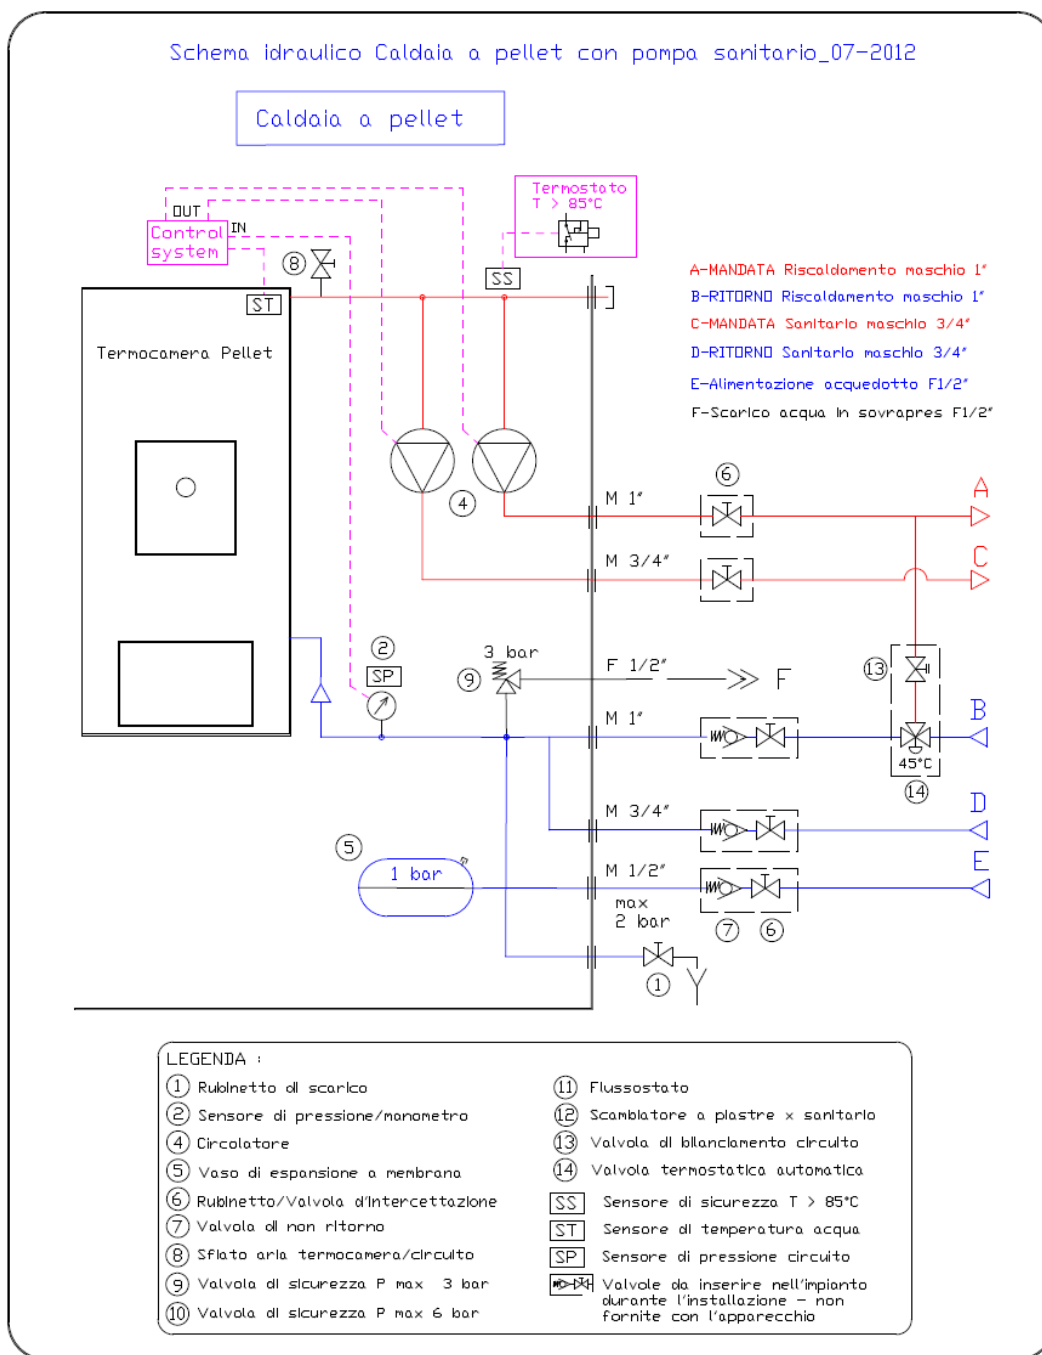 Schema idraulico Caldaia a pellet con pompa sanitario_07-2012
Caldaia a pellet
Termostato
T > 85°C
OUT
Control
system
IN
8
SS
ST
A-MANDATA Riscaldamento maschio 1"
B-RITORNO Riscaldamento maschio 1"
C-MANDATA Sanitario maschio 3/4"
D-RITORNO Sanitario maschio 3/4"
E-Alimentazione acquedotto F1/2"
F-Scarico acqua in sovrapres F1/2"
Termocamera Pellet
4
M 1"
6
A
M 3/4"
C
2
SP
3 bar
9
F 1/2"
F
13
M 1"
B
45°C
14
M 3/4"
D
5
1 bar
M 1/2"
E
max
2 bar
7
6
1
LEGENDA :
1 Rubinetto di scarico
2 Sensore di pressione/manometro
4 Circolatore
5 Vaso di espansione a membrana
6 Rubinetto/Valvola d'intercettazione
7 Valvola di non ritorno
8 Sfiato aria termocamera/circuito
9 Valvola di sicurezza P max 3 bar
10 Valvola di sicurezza P max 6 bar
11 Flussostato
12 Scambiatore a piastre x sanitario
13 Valvola di bilanciamento circuito
14 Valvola termostatica automatica
SS Sensore di sicurezza T > 85°C
ST Sensore di temperatura acqua
SP Sensore di pressione circuito
Valvole da inserire nell'impianto
durante l'installazione - non
fornite con l'apparecchio